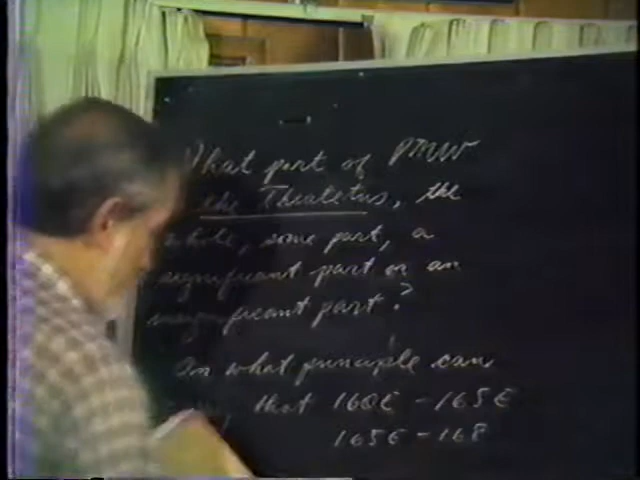 What part of PMW
the Theatetus, the
whole, some part, a
significant part or an
insignificant part?
On what principle can
that 160E - 165E
165E - 168